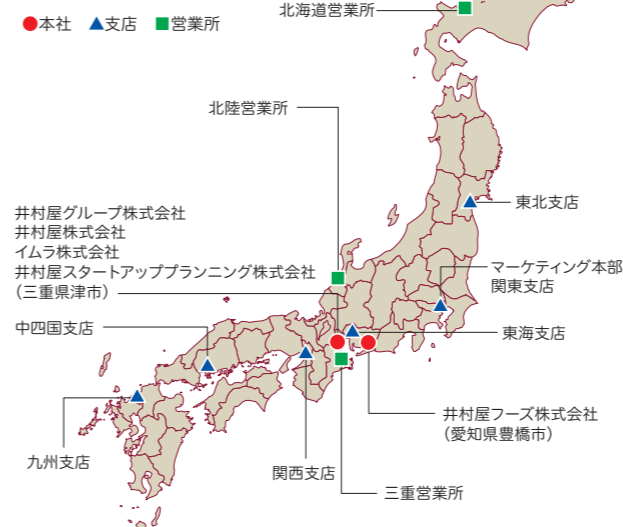 ●本社 ▲支店 ■営業所
北海道営業所
北陸営業所
東北支店
井村屋グループ株式会社
井村屋株式会社
イムラ株式会社
井村屋スタートアッププランニング株式会社
(三重県津市)
マーケティング本部
関東支店
中四国支店
東海支店
井村屋フーズ株式会社
(愛知県豊橋市)
九州支店
関西支店
三重営業所